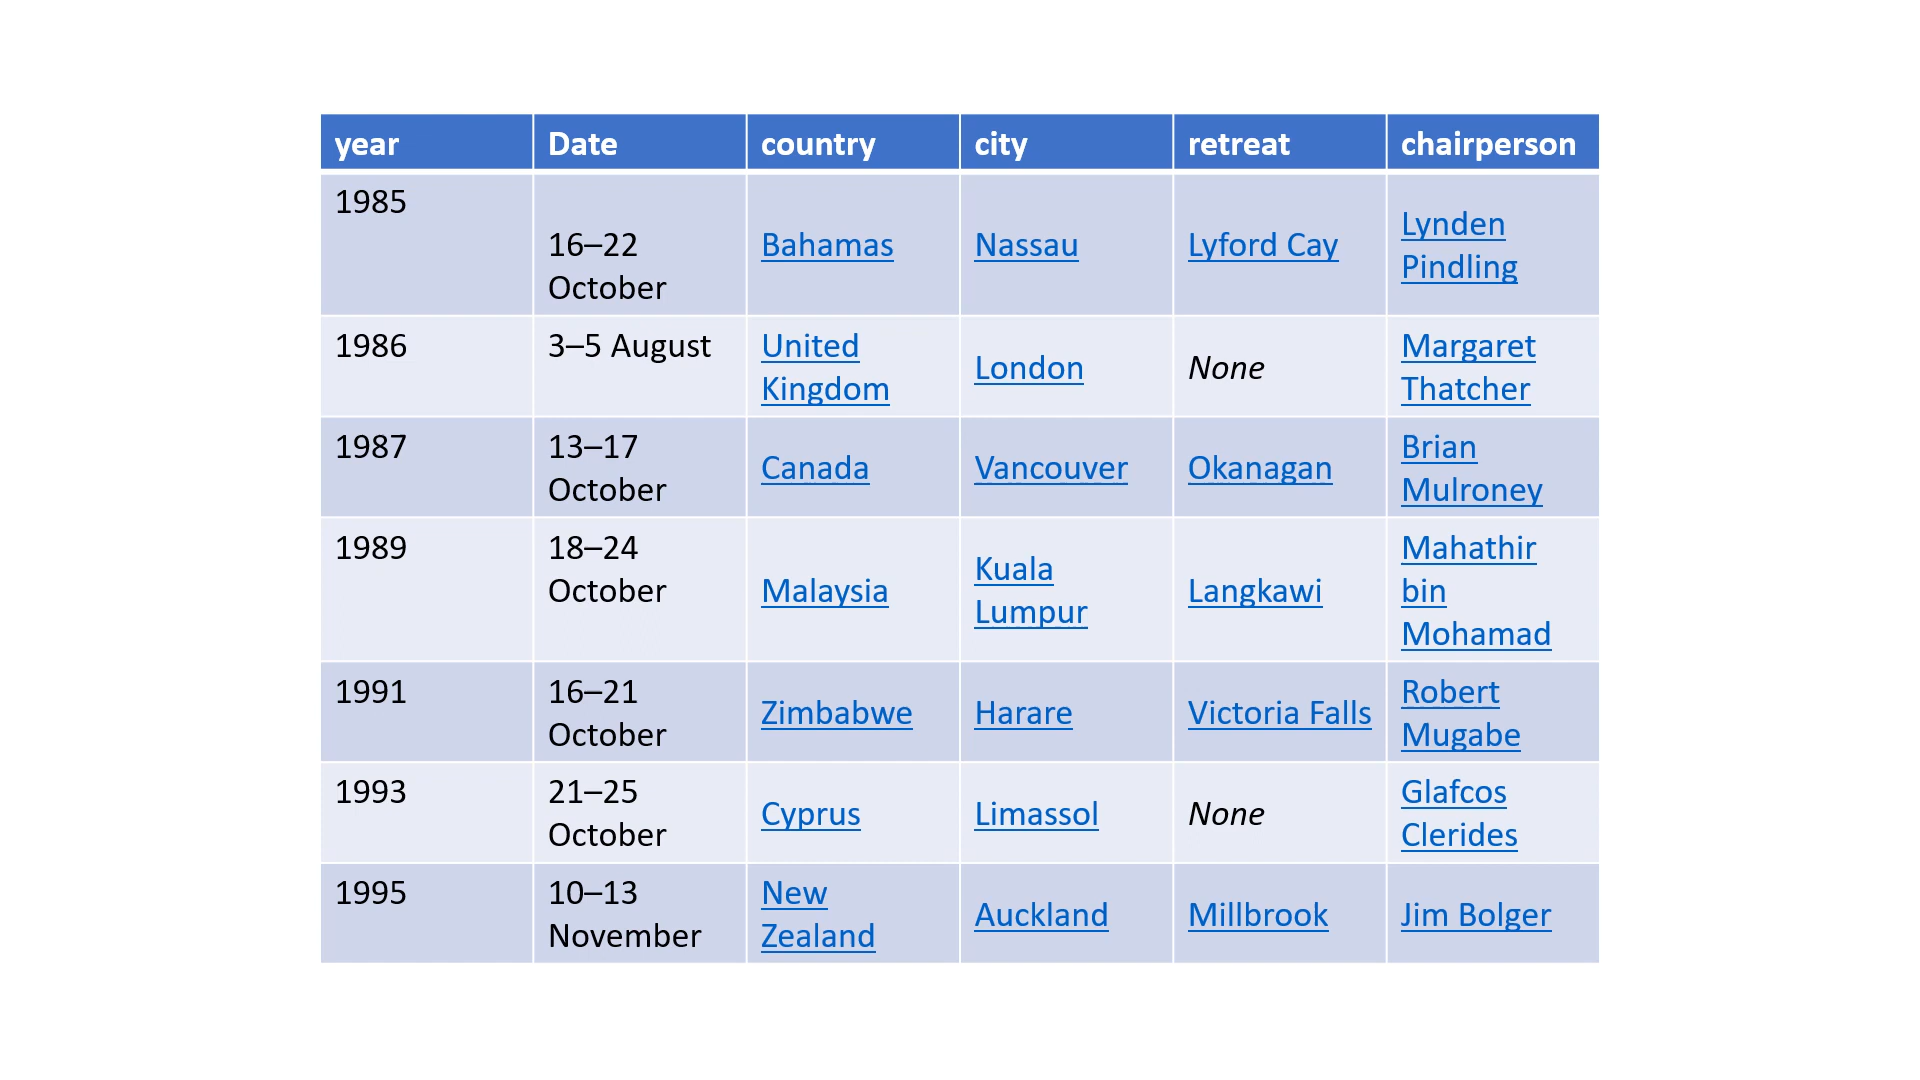 year Date country city retreat chairperson
1985 16–22 October Bahamas Nassau Lyford Cay Lynden Pindling
1986 3–5 August United Kingdom London None Margaret Thatcher
1987 13–17 October Canada Vancouver Okanagan Brian Mulroney
1989 18–24 October Malaysia Kuala Lumpur Langkawi Mahathir bin Mohamad
1991 16–21 October Zimbabwe Harare Victoria Falls Robert Mugabe
1993 21–25 October Cyprus Limassol None Glafcos Clerides
1995 10–13 November New Zealand Auckland Millbrook Jim Bolger